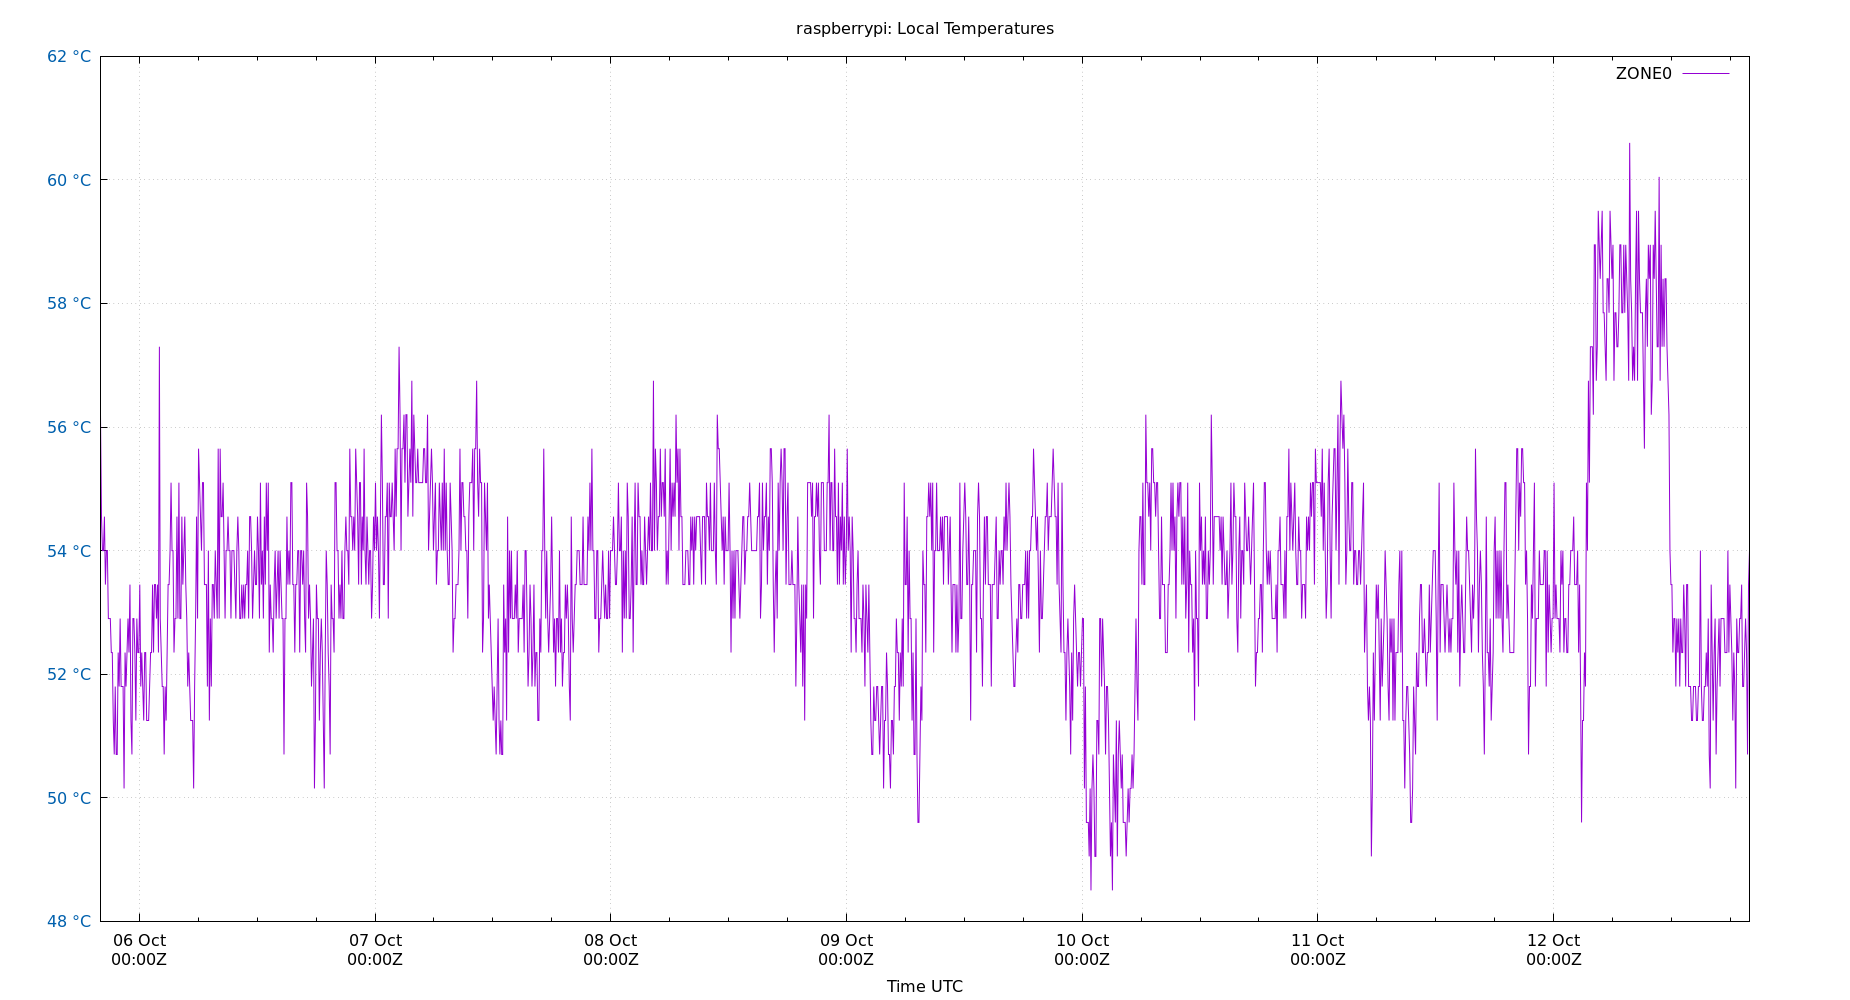 raspberrypi: Local Temperatures
62 °C
ZONE0
60 °C
58 °C
56 °C
54 °C
52 °C
50 °C
48 °C
06 Oct 07 Oct 08 Oct 09 Oct 10 Oct 11 Oct 12 Oct
00:00Z 00:00Z 00:00Z 00:00Z 00:00Z 00:00Z 00:00Z
Time UTC